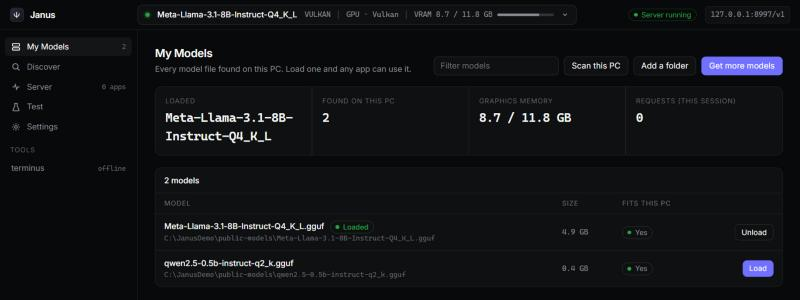 Janus
Meta-Llama-3.1-8B-Instruct-Q4_K_L VULKAN | GPU · Vulkan | VRAM 8.7 / 11.8 GB
Server running
127.0.0.1:8997/v1
My Models 2
Discover
Server 0 apps
Test
Settings
TOOLS
terminus offline
My Models
Every model file found on this PC. Load one and any app can use it.
Filter models
Scan this PC
Add a folder
Get more models
LOADED
Meta-Llama-3.1-8B-
Instruct-Q4_K_L
FOUND ON THIS PC
2
GRAPHICS MEMORY
8.7 / 11.8 GB
REQUESTS (THIS SESSION)
0
2 models
MODEL SIZE FITS THIS PC
Meta-Llama-3.1-8B-Instruct-Q4_K_L.gguf Loaded
C:\JanusDemo\public-models\Meta-Llama-3.1-8B-Instruct-Q4_K_L.gguf
4.9 GB
Yes
Unload
qwen2.5-0.5b-instruct-q2_k.gguf
C:\JanusDemo\public-models\qwen2.5-0.5b-instruct-q2_k.gguf
0.4 GB
Yes
Load